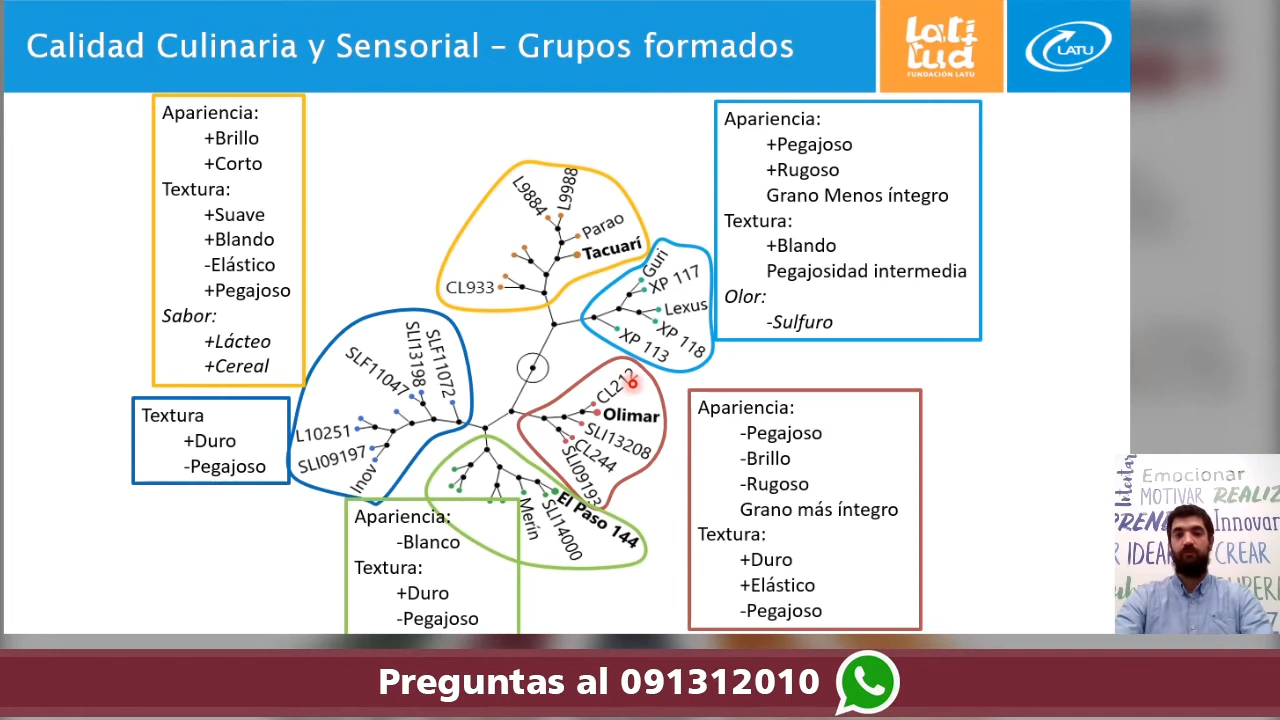 Calidad Culinaria y Sensorial – Grupos formados
Lati
tud
FUNDACIÓN LATU
LATU
Apariencia:
+Brillo
+Corto
Textura:
+Suave
+Blando
-Elástico
+Pegajoso
Sabor:
+Lácteo
+Cereal
Apariencia:
+Pegajoso
+Rugoso
Grano Menos íntegro
Textura:
+Blando
Pegajosidad intermedia
Olor:
-Sulfuro
L9884
L9988
Parao
Tacuarí
CL933
Guri
XP 117
Lexus
XP 118
XP 113
SLF11047
SLI13198
SLF11072
L10251
SLI09197
Inov
CL212
Olimar
SLI13208
CL244
SLI09193
El Paso 144
SLI14000
Merín
Textura
+Duro
-Pegajoso
Apariencia:
-Blanco
Textura:
+Duro
-Pegajoso
Apariencia:
-Pegajoso
-Brillo
-Rugoso
Grano más íntegro
Textura:
+Duro
+Elástico
-Pegajoso
Emocionar
MOTIVAR REALIZ
Innovar
IDEAR
CREAR
Preguntas al 091312010